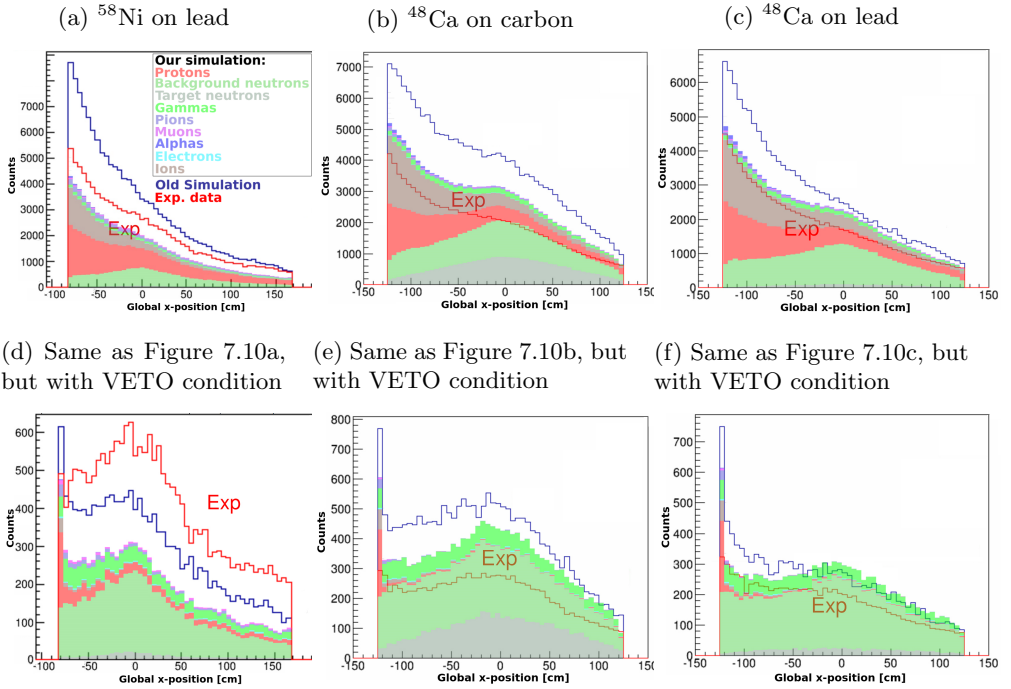 (a) ⁵⁸Ni on lead
(b) ⁴⁸Ca on carbon
(c) ⁴⁸Ca on lead
Counts
7000
6000
5000
4000
3000
2000
1000
0
-100
-50
0
50
100
150
Global x-position [cm]
Our simulation:
Protons
Background neutrons
Target neutrons
Gammas
Pions
Muons
Alphas
Electrons
Ions
Old Simulation
Exp. data
Exp
Counts
7000
6000
5000
4000
3000
2000
1000
0
-100
-50
0
50
100
150
Global x-position [cm]
Exp
Counts
6000
5000
4000
3000
2000
1000
0
-150
-100
-50
0
50
100
150
Global x-position [cm]
Exp
(d) Same as Figure 7.10a,
but with VETO condition
(e) Same as Figure 7.10b, but
with VETO condition
(f) Same as Figure 7.10c, but
with VETO condition
Counts
600
500
400
300
200
100
0
-100
-50
0
50
100
150
Global x-position [cm]
Exp
Counts
800
700
600
500
400
300
200
100
0
-150
-100
-50
0
50
100
150
Global x-position [cm]
Exp
Counts
700
600
500
400
300
200
100
0
-150
-100
-50
0
50
100
150
Global x-position [cm]
Exp